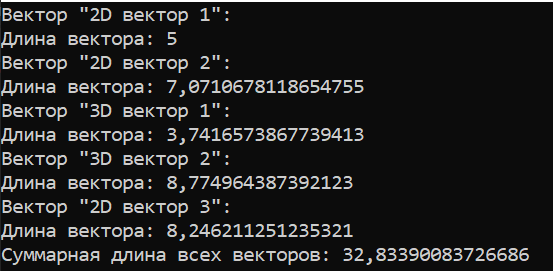 Вектор "2D вектор 1":
Длина вектора: 5
Вектор "2D вектор 2":
Длина вектора: 7,0710678118654755
Вектор "3D вектор 1":
Длина вектора: 3,7416573867739413
Вектор "3D вектор 2":
Длина вектора: 8,774964387392123
Вектор "2D вектор 3":
Длина вектора: 8,246211251235321
Суммарная длина всех векторов: 32,83390083726686